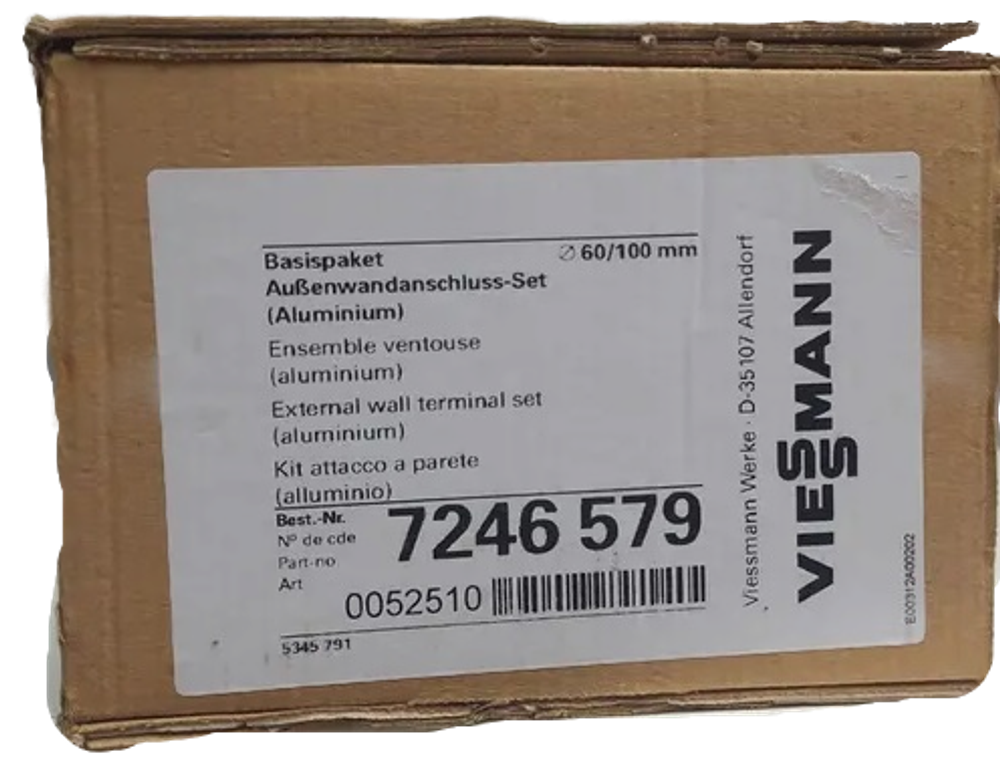 Basispaket ∅ 60/100 mm
Außenwandanschluss-Set
(Aluminium)
Ensemble ventouse
(aluminium)
External wall terminal set
(aluminium)
Kit attacco a parete
(alluminio)
Best.-Nr.
Nº de cde
Part-no
Art
7246 579
0052510
5345 791
Viessmann Werke · D-35107 Allendorf
VIESSMANN
E00312A00202